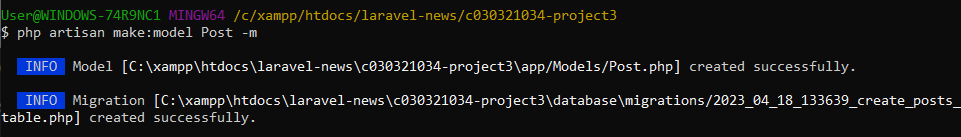 User@WINDOWS-74R9NC1 MINGW64 /c/xampp/htdocs/laravel-news/c030321034-project3
$ php artisan make:model Post -m
INFO Model [C:\xampp\htdocs\laravel-news\c030321034-project3\app/Models/Post.php] created successfully.
INFO Migration [C:\xampp\htdocs\laravel-news\c030321034-project3\database\migrations/2023_04_18_133639_create_posts_
table.php] created successfully.